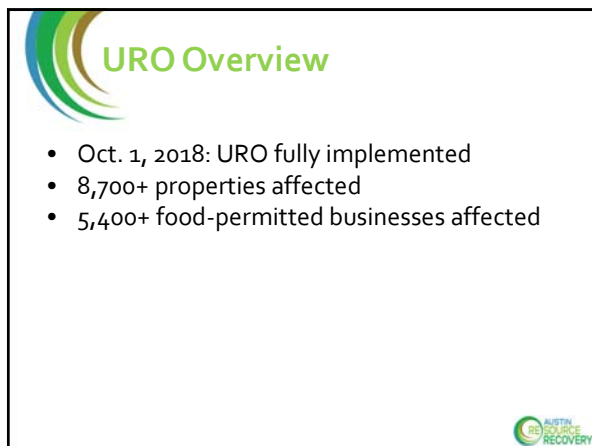 URO Overview
• Oct. 1, 2018: URO fully implemented
• 8,700+ properties affected
• 5,400+ food-permitted businesses affected
AUSTIN
RESOURCE
RECOVERY